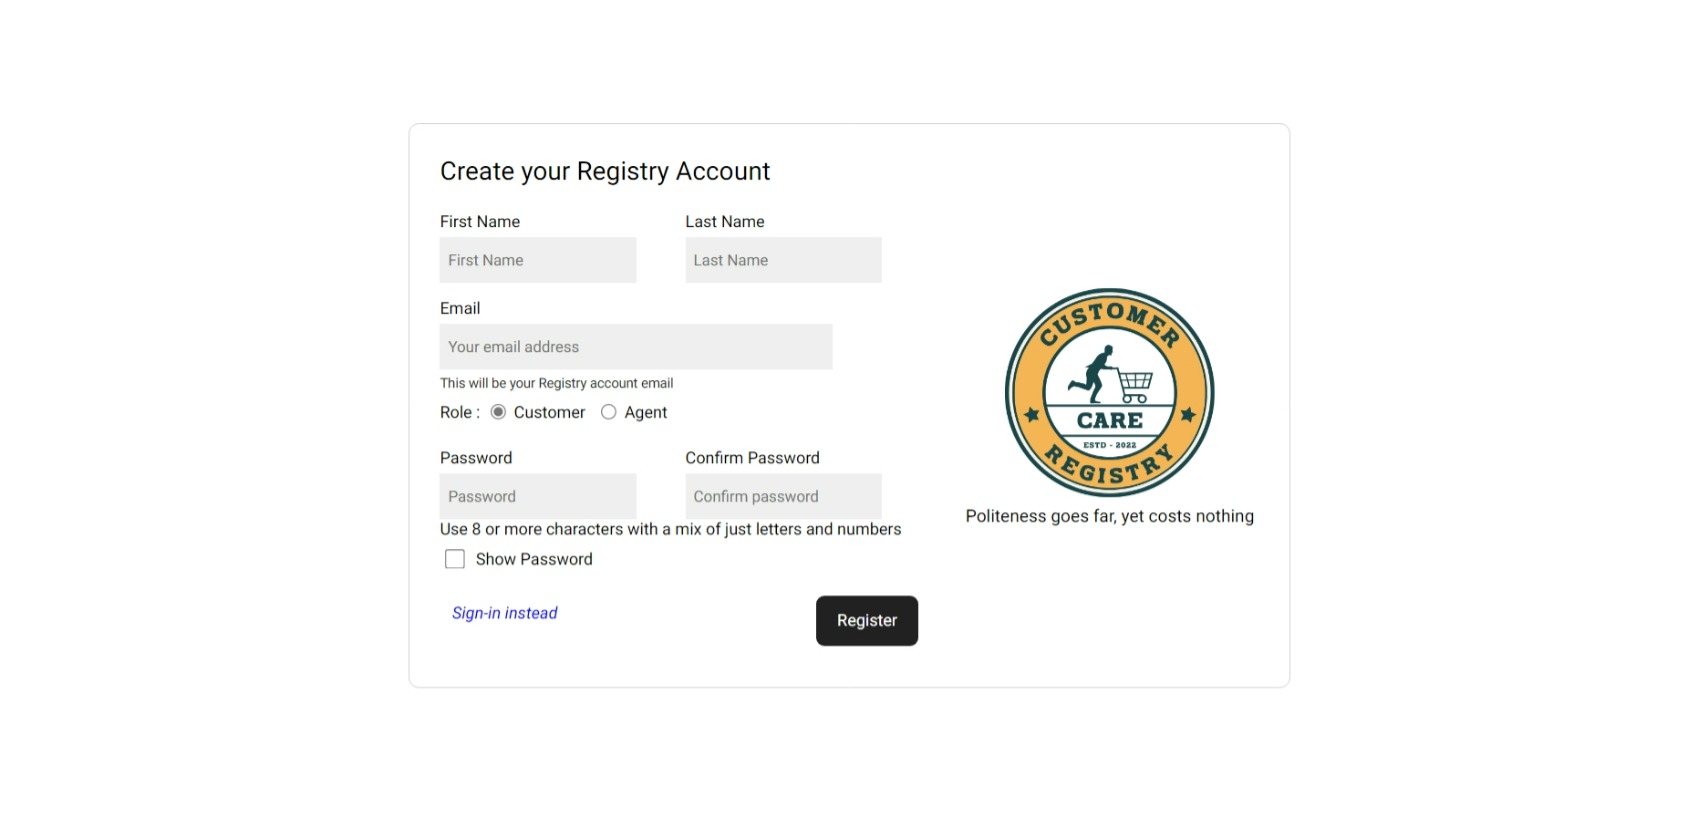 Create your Registry Account
First Name
Last Name
First Name
Last Name
Email
Your email address
This will be your Registry account email
Role : Customer Agent
Password
Confirm Password
Password
Confirm password
Use 8 or more characters with a mix of just letters and numbers
Show Password
Sign-in instead
Register
CUSTOMER
CARE
ESTD - 2022
REGISTRY
Politeness goes far, yet costs nothing